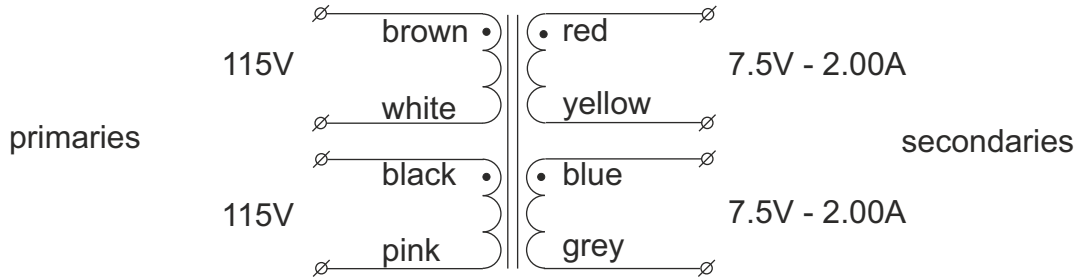 brown
red
115V
7.5V - 2.00A
white
yellow
primaries
secondaries
black
blue
115V
7.5V - 2.00A
pink
grey